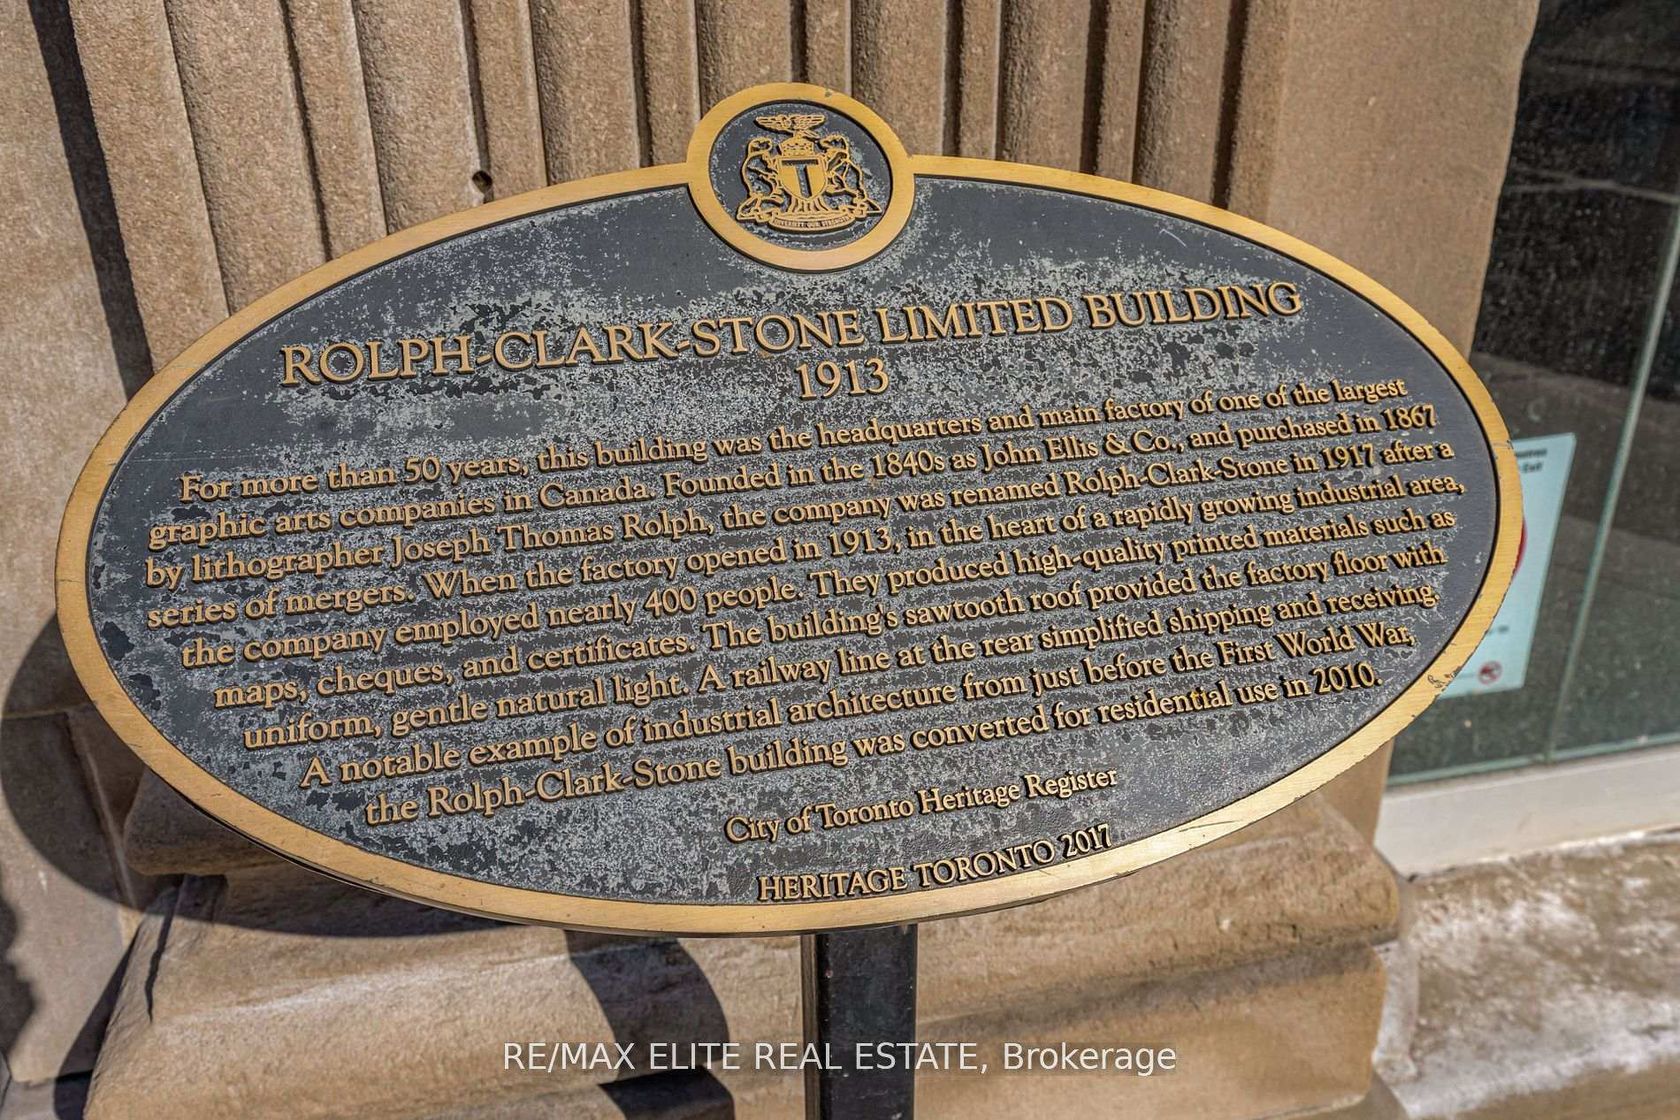 ROLPH-CLARK-STONE LIMITED BUILDING
1913
For more than 50 years, this building was the headquarters and main factory of one of the largest
graphic arts companies in Canada. Founded in the 1840s as John Ellis & Co., and purchased in 1867
by lithographer Joseph Thomas Rolph, the company was renamed Rolph-Clark-Stone in 1917 after a
series of mergers. When the factory opened in 1913, in the heart of a rapidly growing industrial area,
the company employed nearly 400 people. They produced high-quality printed materials such as
maps, cheques, and certificates. The building's sawtooth roof provided the factory floor with
uniform, gentle natural light. A railway line at the rear simplified shipping and receiving.
A notable example of industrial architecture from just before the First World War,
the Rolph-Clark-Stone building was converted for residential use in 2010.
City of Toronto Heritage Register
HERITAGE TORONTO 2017
RE/MAX ELITE REAL ESTATE, Brokerage